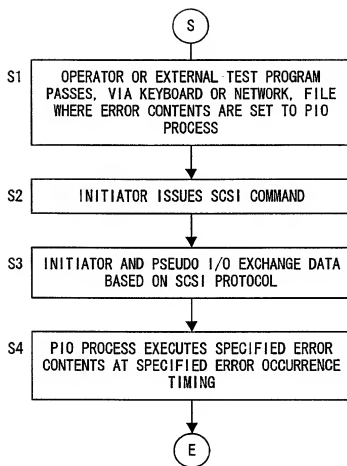 S
S1
OPERATOR OR EXTERNAL TEST PROGRAM
PASSES, VIA KEYBOARD OR NETWORK, FILE
WHERE ERROR CONTENTS ARE SET TO PIO
PROCESS
S2
INITIATOR ISSUES SCSI COMMAND
S3
INITIATOR AND PSEUDO I/O EXCHANGE DATA
BASED ON SCSI PROTOCOL
S4
PIO PROCESS EXECUTES SPECIFIED ERROR
CONTENTS AT SPECIFIED ERROR OCCURRENCE
TIMING
E